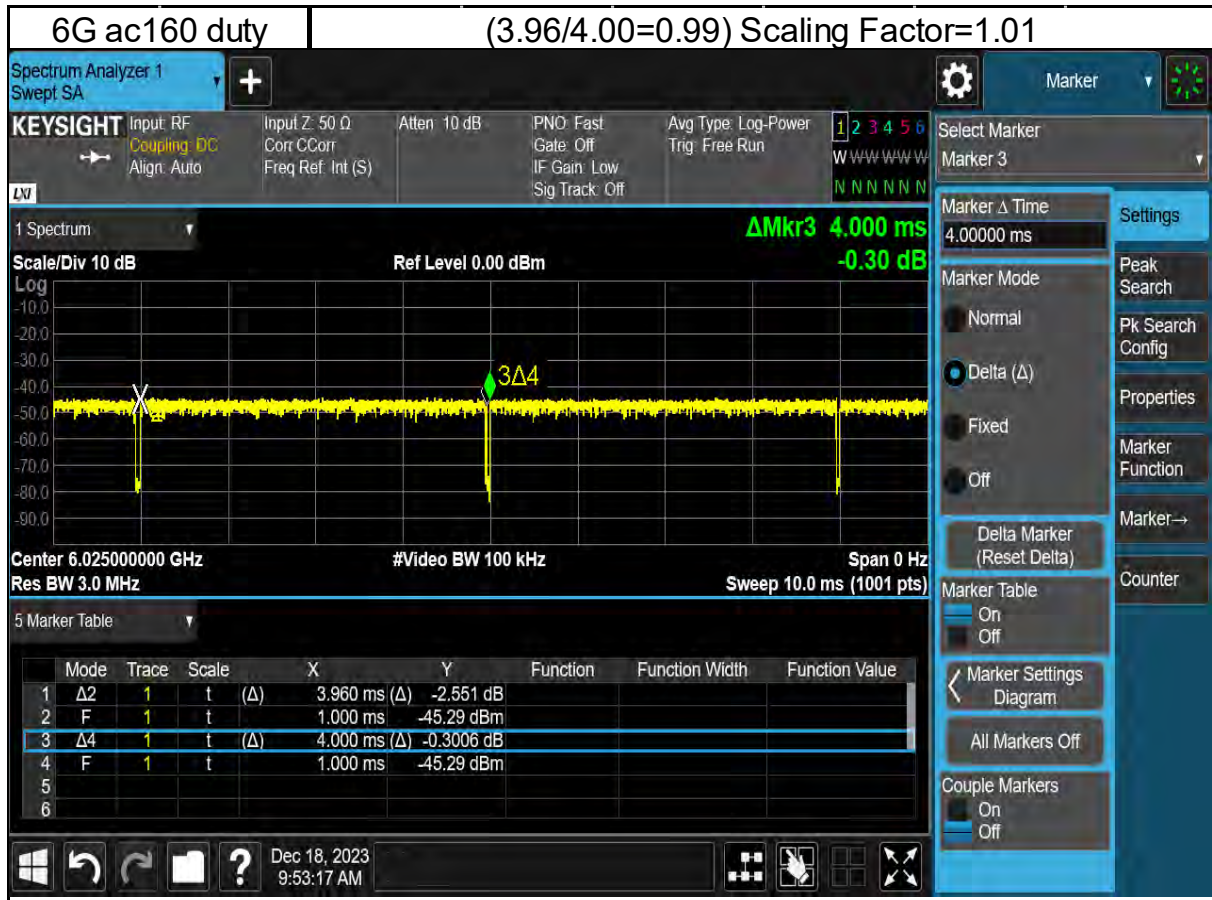 6G ac160 duty (3.96/4.00=0.99) Scaling Factor=1.01
Spectrum Analyzer 1
Swept SA
+
Marker
KEYSIGHT
Input: RF
Coupling: DC
Align: Auto
Input Z: 50 Ω
Corr CCorr
Freq Ref: Int (S)
Atten: 10 dB
PNO: Fast
Gate: Off
IF Gain: Low
Sig Track: Off
Avg Type: Log-Power
Trig: Free Run
1 2 3 4 5 6
W W W W W W
N N N N N N
LXI
Select Marker
Marker 3
1 Spectrum
ΔMkr3 4.000 ms
-0.30 dB
Scale/Div 10 dB
Ref Level 0.00 dBm
Log
-10.0
-20.0
-30.0
-40.0
-50.0
-60.0
-70.0
-80.0
-90.0
3Δ4
Center 6.025000000 GHz
#Video BW 100 kHz
Span 0 Hz
Res BW 3.0 MHz
Sweep 10.0 ms (1001 pts)
Marker Δ Time
4.00000 ms
Marker Mode
Normal
Delta (Δ)
Fixed
Off
Delta Marker
(Reset Delta)
Marker Table
On
Off
Marker Settings
Diagram
All Markers Off
Couple Markers
On
Off
Settings
Peak
Search
Pk Search
Config
Properties
Marker
Function
Marker→
Counter
5 Marker Table
Mode Trace Scale X Y Function Function Width Function Value
1 Δ2 1 t (Δ) 3.960 ms (Δ) -2.551 dB
2 F 1 t 1.000 ms -45.29 dBm
3 Δ4 1 t (Δ) 4.000 ms (Δ) -0.3006 dB
4 F 1 t 1.000 ms -45.29 dBm
5
6
?
Dec 18, 2023
9:53:17 AM